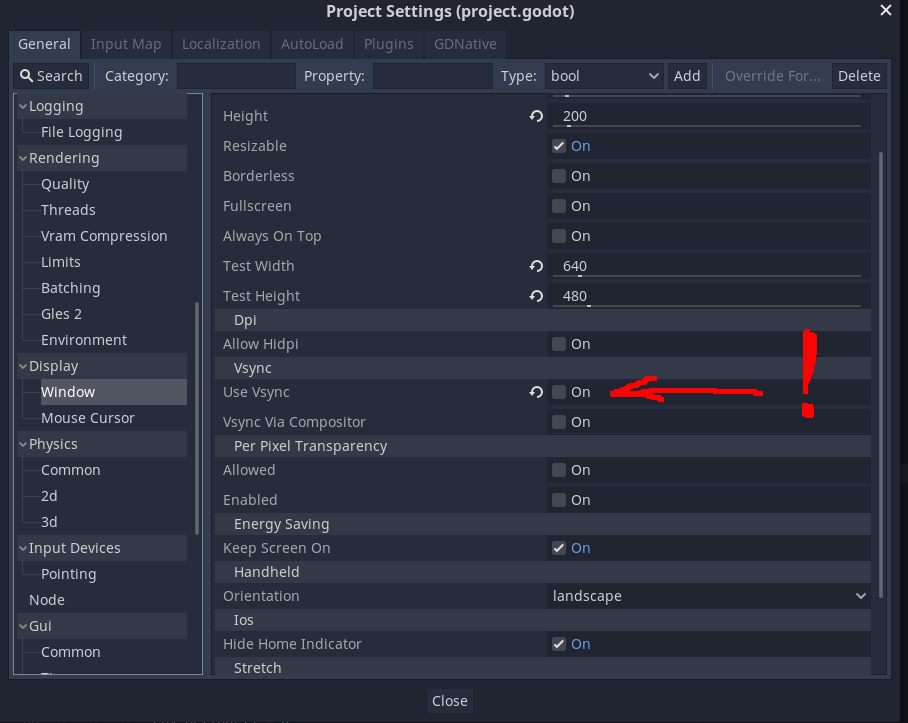 Project Settings (project.godot)
General Input Map Localization AutoLoad Plugins GDNative
Search Category: Property: Type: bool Add Override For... Delete
Logging
File Logging
Rendering
Quality
Threads
Vram Compression
Limits
Batching
Gles 2
Environment
Display
Window
Mouse Cursor
Physics
Common
2d
3d
Input Devices
Pointing
Node
Gui
Common
Height 200
Resizable On
Borderless On
Fullscreen On
Always On Top On
Test Width 640
Test Height 480
Dpi
Allow Hidpi On
Vsync
Use Vsync On
!
Vsync Via Compositor On
Per Pixel Transparency
Allowed On
Enabled On
Energy Saving
Keep Screen On On
Handheld
Orientation landscape
Ios
Hide Home Indicator On
Stretch
Close